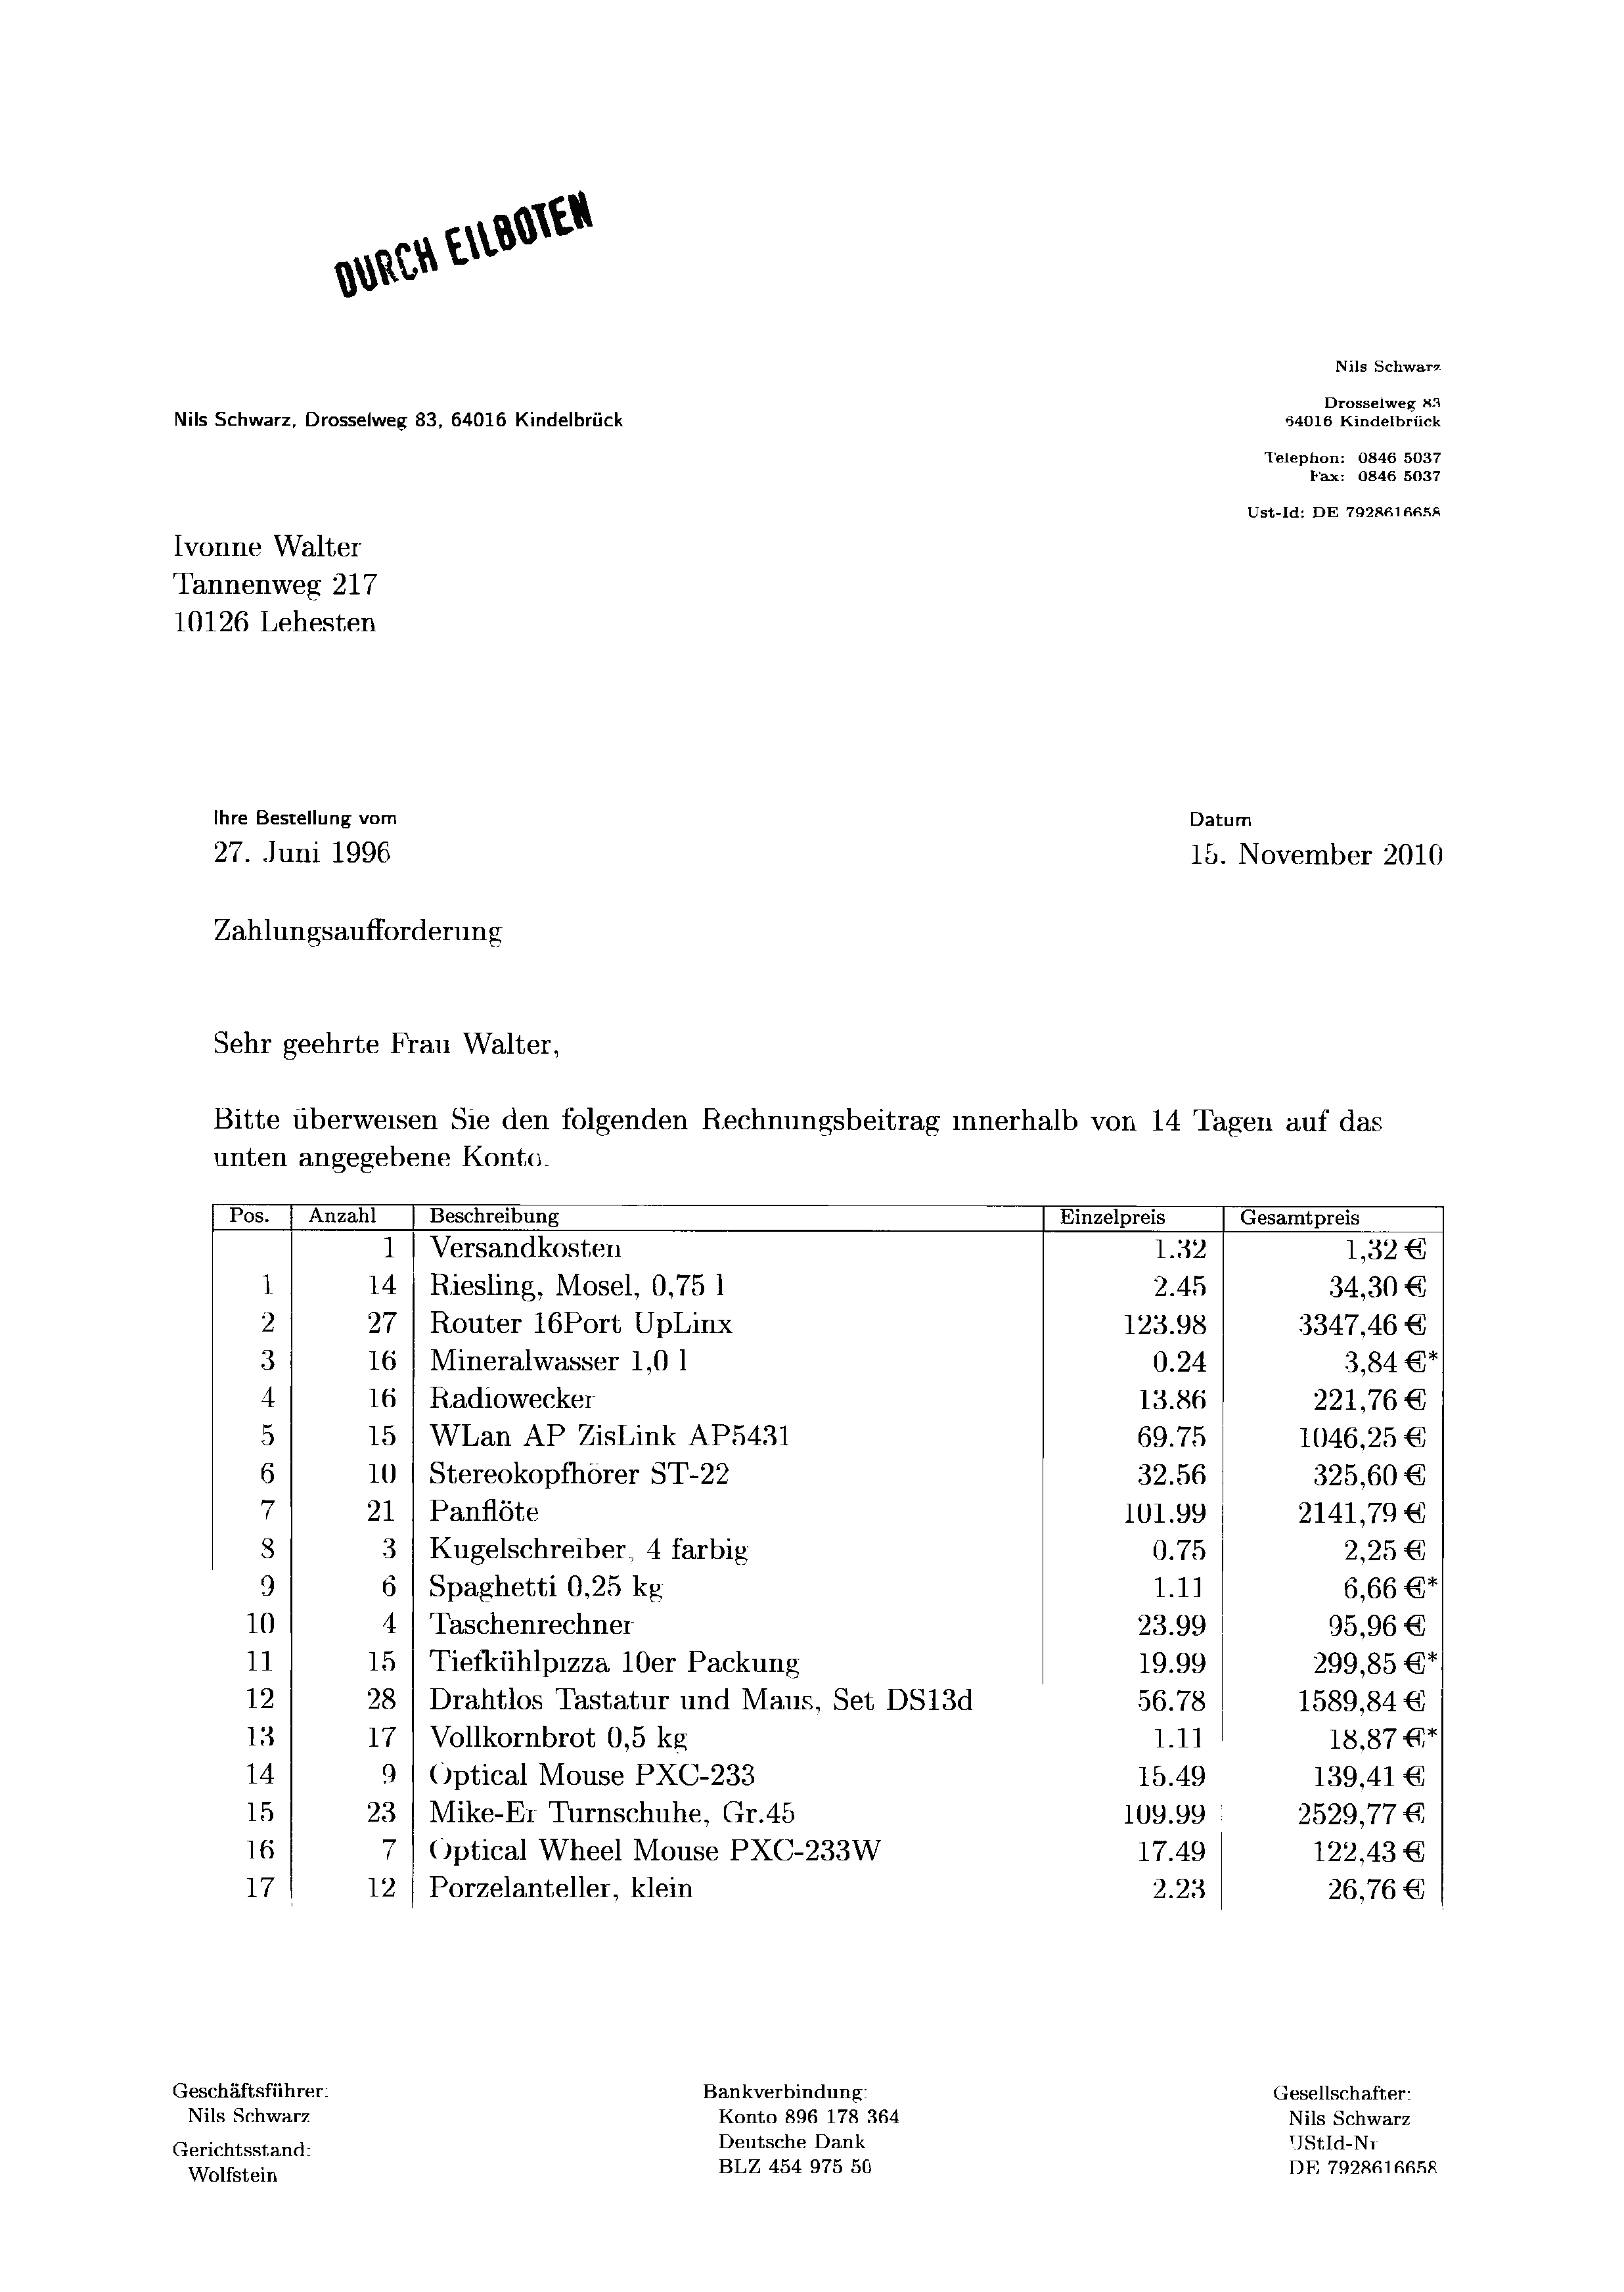 DURCH EILBOTEN
Nils Schwarz
Drosselweg 83
64016 Kindelbrück
Nils Schwarz, Drosselweg 83, 64016 Kindelbrück
Telephon: 0846 5037
Fax: 0846 5037
Ust-Id: DE 7928616658
Ivonne Walter
Tannenweg 217
10126 Lehesten
Ihre Bestellung vom Datum
27. Juni 1996 15. November 2010
Zahlungsaufforderung
Sehr geehrte Frau Walter,
Bitte überweisen Sie den folgenden Rechnungsbeitrag innerhalb von 14 Tagen auf das
unten angegebene Konto.
Pos. Anzahl Beschreibung Einzelpreis Gesamtpreis
1 Versandkosten 1.32 1,32 €
1 14 Riesling, Mosel, 0,75 l 2.45 34,30 €
2 27 Router 16Port UpLinx 123.98 3347,46 €
3 16 Mineralwasser 1,0 l 0.24 3,84 €*
4 16 Radiowecker 13.86 221,76 €
5 15 WLan AP ZisLink AP5431 69.75 1046,25 €
6 10 Stereokopfhörer ST-22 32.56 325,60 €
7 21 Panflöte 101.99 2141,79 €
8 3 Kugelschreiber, 4 farbig 0.75 2,25 €
9 6 Spaghetti 0,25 kg 1.11 6,66 €*
10 4 Taschenrechner 23.99 95,96 €
11 15 Tiefkühlpizza 10er Packung 19.99 299,85 €*
12 28 Drahtlos Tastatur und Maus, Set DS13d 56.78 1589,84 €
13 17 Vollkornbrot 0,5 kg 1.11 18,87 €*
14 9 Optical Mouse PXC-233 15.49 139,41 €
15 23 Mike-Er Turnschuhe, Gr.45 109.99 2529,77 €
16 7 Optical Wheel Mouse PXC-233W 17.49 122,43 €
17 12 Porzelanteller, klein 2.23 26,76 €
Geschäftsführer:
Nils Schwarz
Gerichtsstand:
Wolfstein
Bankverbindung:
Konto 896 178 364
Deutsche Dank
BLZ 454 975 50
Gesellschafter:
Nils Schwarz
UStId-Nr
DE 7928616658